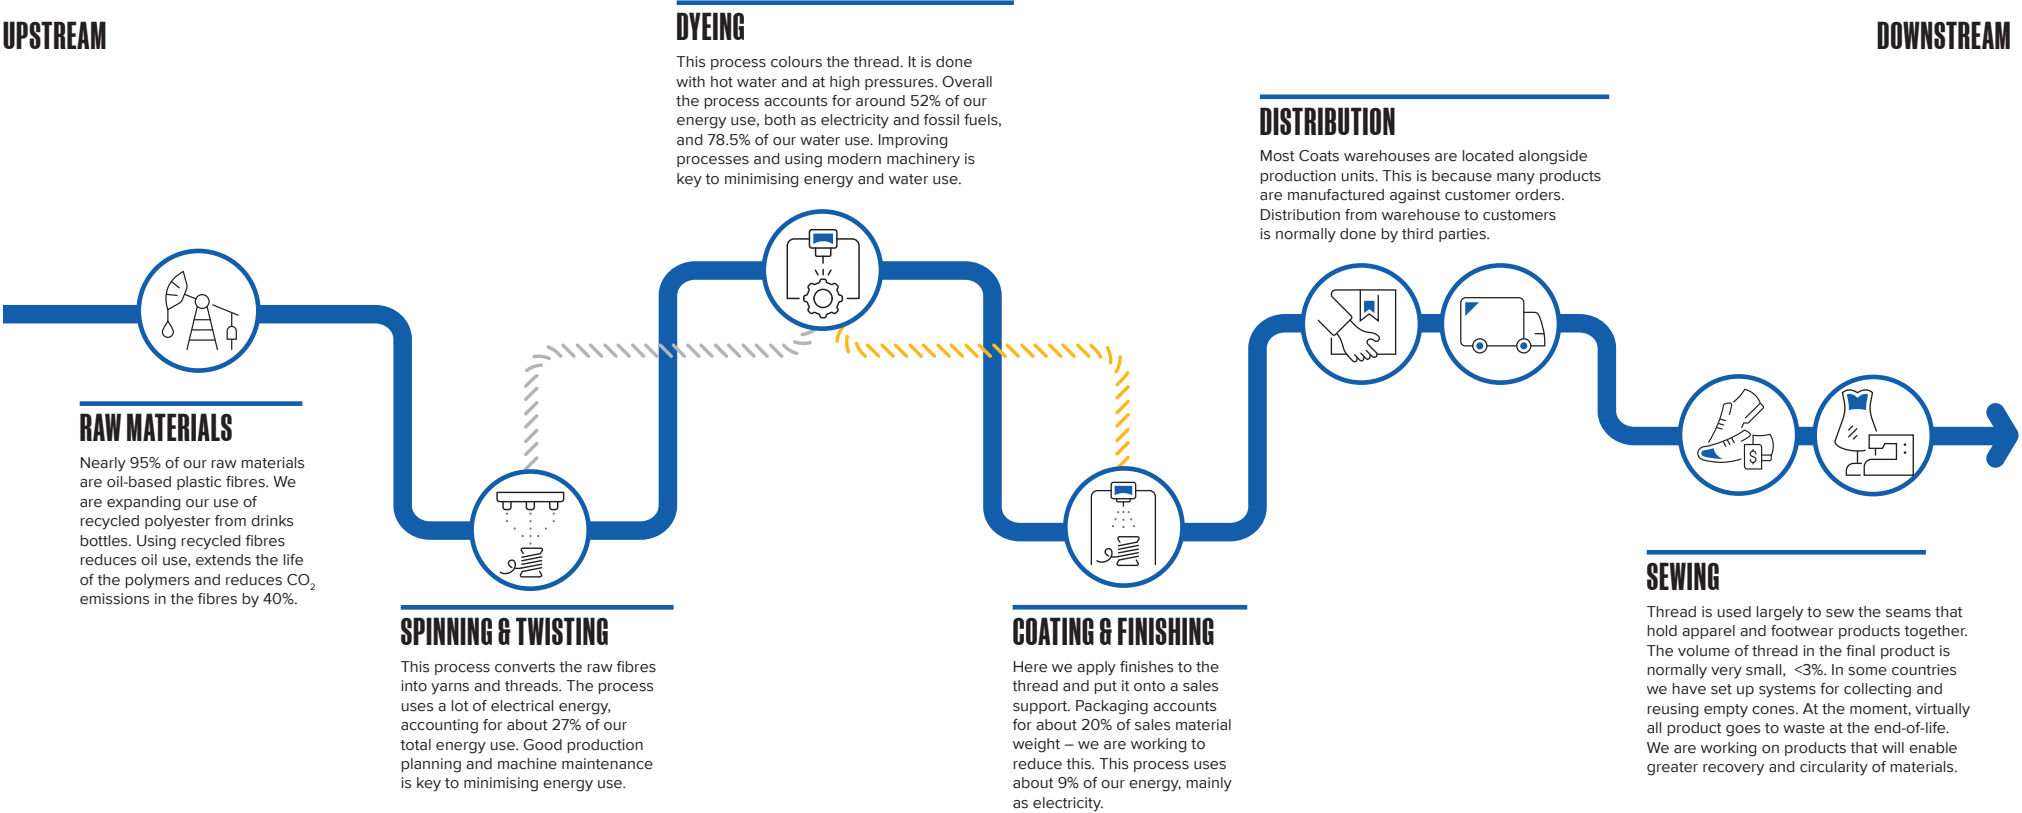 UPSTREAM
DOWNSTREAM
RAW MATERIALS
Nearly 95% of our raw materials
are oil-based plastic fibres. We
are expanding our use of
recycled polyester from drinks
bottles. Using recycled fibres
reduces oil use, extends the life
of the polymers and reduces CO₂
emissions in the fibres by 40%.
SPINNING & TWISTING
This process converts the raw fibres
into yarns and threads. The process
uses a lot of electrical energy,
accounting for about 27% of our
total energy use. Good production
planning and machine maintenance
is key to minimising energy use.
DYEING
This process colours the thread. It is done
with hot water and at high pressures. Overall
the process accounts for around 52% of our
energy use, both as electricity and fossil fuels,
and 78.5% of our water use. Improving
processes and using modern machinery is
key to minimising energy and water use.
COATING & FINISHING
Here we apply finishes to the
thread and put it onto a sales
support. Packaging accounts
for about 20% of sales material
weight – we are working to
reduce this. This process uses
about 9% of our energy, mainly
as electricity.
DISTRIBUTION
Most Coats warehouses are located alongside
production units. This is because many products
are manufactured against customer orders.
Distribution from warehouse to customers
is normally done by third parties.
$
SEWING
Thread is used largely to sew the seams that
hold apparel and footwear products together.
The volume of thread in the final product is
normally very small, <3%. In some countries
we have set up systems for collecting and
reusing empty cones. At the moment, virtually
all product goes to waste at the end-of-life.
We are working on products that will enable
greater recovery and circularity of materials.